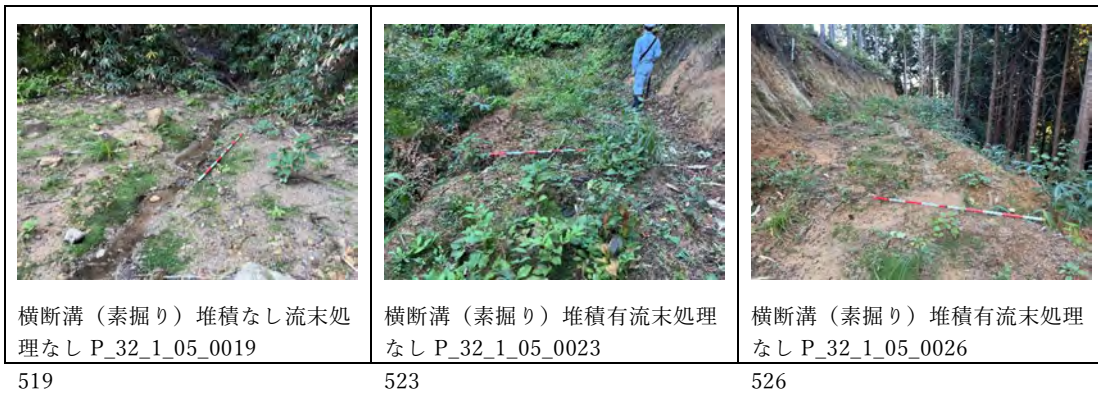 横断溝（素掘り）堆積なし流末処
理なし P_32_1_05_0019
519
横断溝（素掘り）堆積有流末処理
なし P_32_1_05_0023
523
横断溝（素掘り）堆積有流末処理
なし P_32_1_05_0026
526